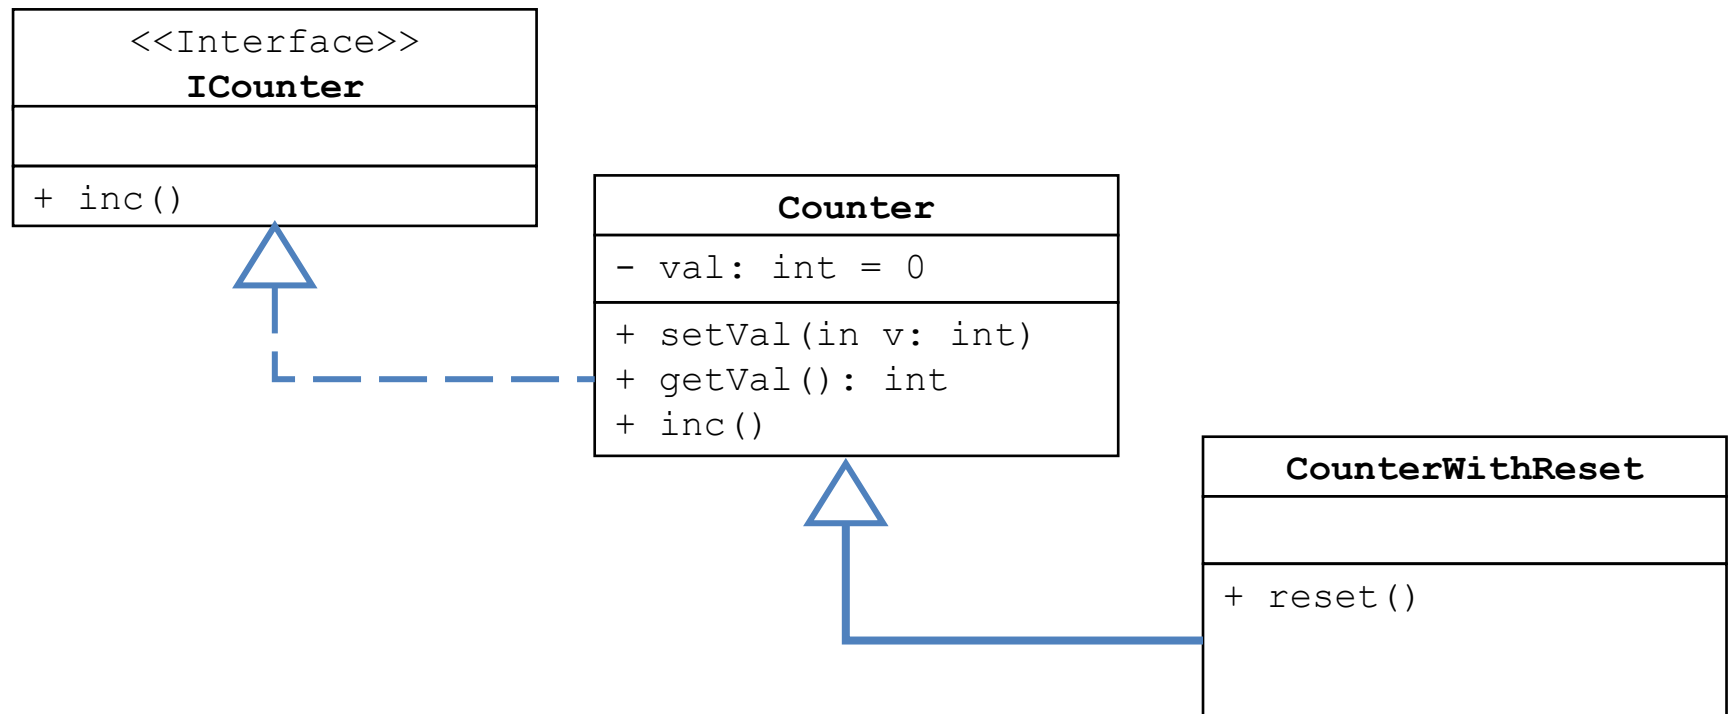 <<Interface>>
ICounter
+ inc()
Counter
- val: int = 0
+ setVal(in v: int)
+ getVal(): int
+ inc()
CounterWithReset
+ reset()